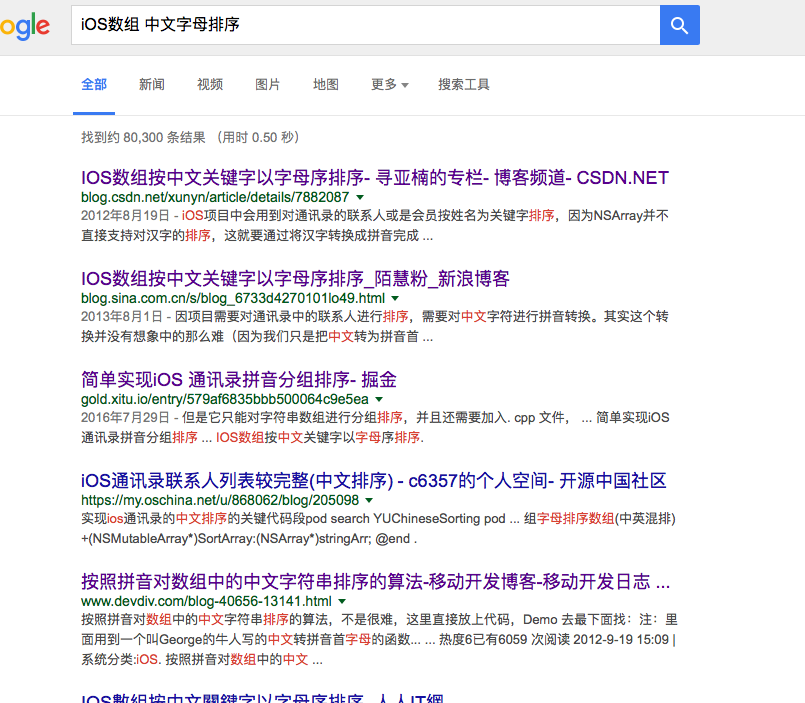 ogle iOS数组 中文字母排序
全部 新闻 视频 图片 地图 更多 搜索工具
找到约 80,300 条结果 （用时 0.50 秒）
IOS数组按中文关键字以字母序排序- 寻亚楠的专栏- 博客频道- CSDN.NET
blog.csdn.net/xunyn/article/details/7882087
2012年8月19日 - iOS项目中会用到对通讯录的联系人或是会员按姓名为关键字排序，因为NSArray并不
直接支持对汉字的排序，这就要通过将汉字转换成拼音完成 ...
IOS数组按中文关键字以字母序排序_陌慧粉_新浪博客
blog.sina.com.cn/s/blog_6733d4270101lo49.html
2013年8月1日 - 因项目需要对通讯录中的联系人进行排序，需要对中文字符进行拼音转换。其实这个转
换并没有想象中的那么难（因为我们只是把中文转为拼音首 ...
简单实现iOS 通讯录拼音分组排序- 掘金
gold.xitu.io/entry/579af6835bbb500064c9e5ea
2016年7月29日 - 但是它只能对字符串数组进行分组排序，并且还需要加入. cpp 文件， ... 简单实现iOS
通讯录拼音分组排序 ... IOS数组按中文关键字以字母序排序.
iOS通讯录联系人列表较完整(中文排序) - c6357的个人空间- 开源中国社区
https://my.oschina.net/u/868062/blog/205098
实现ios通讯录的中文排序的关键代码段pod search YUChineseSorting pod ... 组字母排序数组(中英混排)
+(NSMutableArray*)SortArray:(NSArray*)stringArr; @end .
按照拼音对数组中的中文字符串排序的算法-移动开发博客-移动开发日志 ...
www.devdiv.com/blog-40656-13141.html
按照拼音对数组中的中文字符串排序的算法，不是很难，这里直接放上代码，Demo 去最下面找：注：里
面用到一个叫George的牛人写的中文转拼音首字母的函数... ... 热度6已有6059 次阅读 2012-9-19 15:09 |
系统分类:iOS. 按照拼音对数组中的中文 ...
IOS數組按中文關鍵字以字母序排序_人人IT網